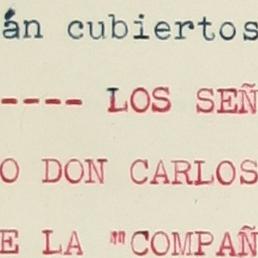 án cubiertos
---- LOS SEÑ
O DON CARLOS
E LA "COMPAÑ